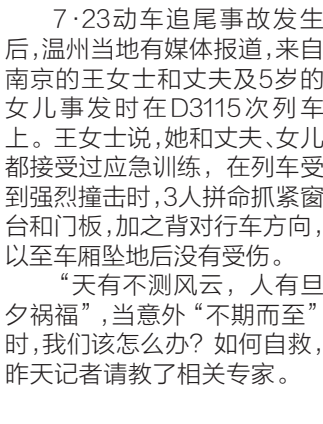 7·23动车追尾事故发生
后,温州当地有媒体报道,来自
南京的王女士和丈夫及5岁的
女儿事发时在D3115次列车
上。王女士说,她和丈夫、女儿
都接受过应急训练，在列车受
到强烈撞击时,3人拼命抓紧窗
台和门板,加之背对行车方向,
以至车厢坠地后没有受伤。
“天有不测风云，人有旦
夕祸福”,当意外“不期而至”
时,我们该怎么办？如何自救,
昨天记者请教了相关专家。